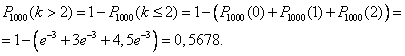 P₁₀₀₀(k > 2) = 1 − P₁₀₀₀(k ≤ 2) = 1 − (P₁₀₀₀(0) + P₁₀₀₀(1) + P₁₀₀₀(2)) =
= 1 − (e⁻³ + 3e⁻³ + 4,5e⁻³) = 0,5678.